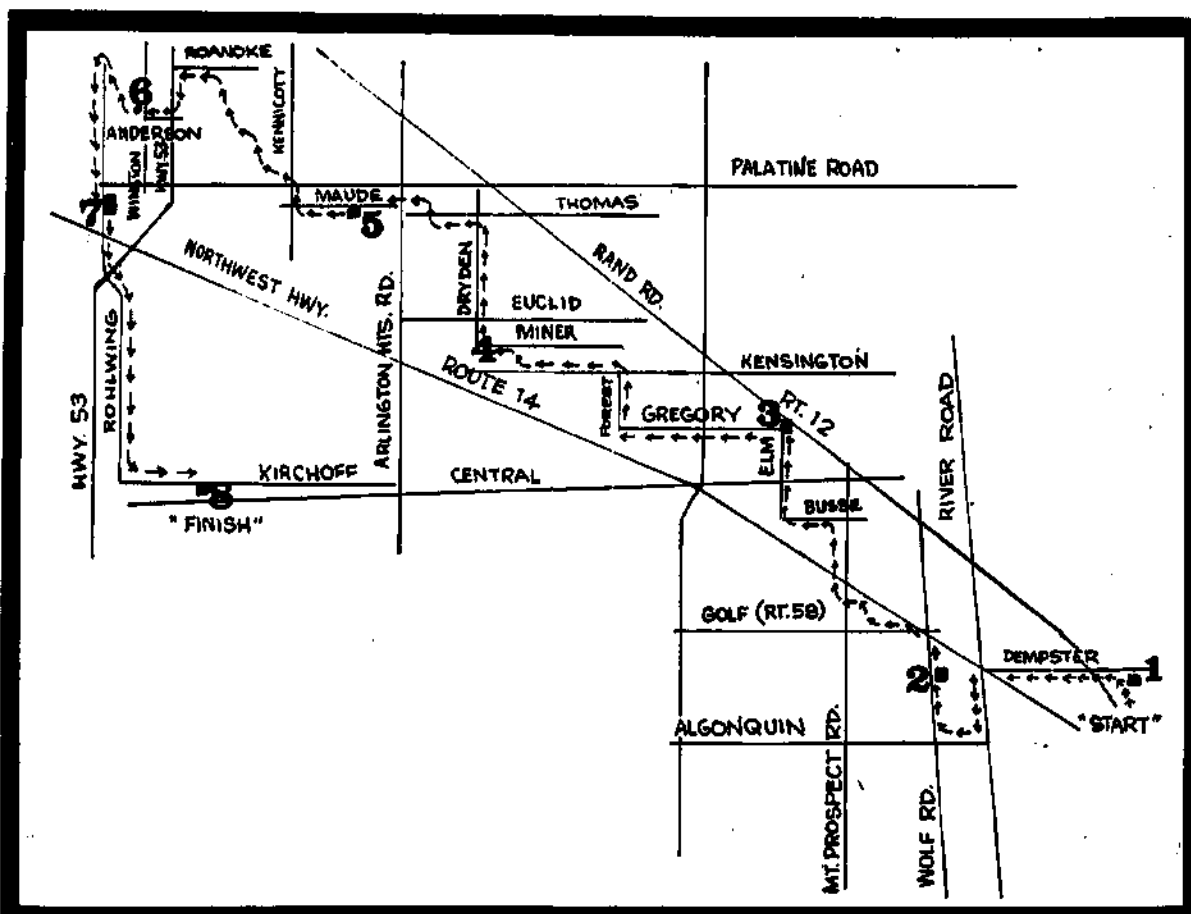 ROANOKE
6
KENNICOTT
ANDERSON
WINSTON
HWY 53
PALATINE ROAD
MAUDE
THOMAS
7
5
NORTHWEST HWY.
DRYDEN
RAND RD.
EUCLID
MINER
ARLINGTON HTS. RD.
ROUTE 14
KENSINGTON
ROHLWING
HWY. 53
FOREST
GREGORY
3
RT. 12
ELM
RIVER ROAD
KIRCHOFF
CENTRAL
BUSSE
"FINISH"
GOLF (RT. 58)
DEMPSTER
1
2
"START"
ALGONQUIN
MT. PROSPECT RD.
WOLF RD.